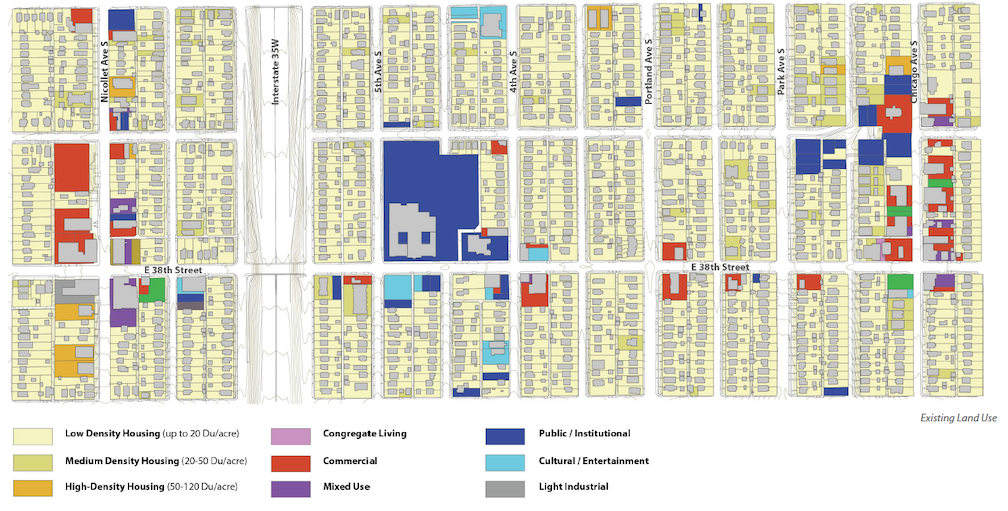 Nicollet Ave S
Interstate 35W
5th Ave S
4th Ave S
Portland Ave S
Park Ave S
Chicago Ave S
E 38th Street
E 38th Street
Existing Land Use
Low Density Housing (up to 20 Du/acre)
Congregate Living
Public / Institutional
Medium Density Housing (20-50 Du/acre)
Commercial
Cultural / Entertainment
High-Density Housing (50-120 Du/acre)
Mixed Use
Light Industrial